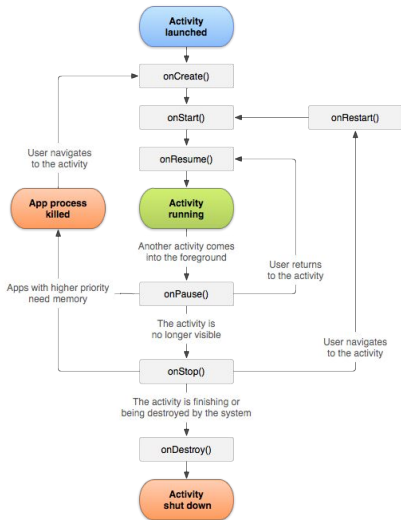 Activity
launched
onCreate()
onStart()
onRestart()
User navigates
to the activity
onResume()
App process
killed
Activity
running
Another activity comes
into the foreground
User returns
to the activity
Apps with higher priority
need memory
onPause()
The activity is
no longer visible
User navigates
to the activity
onStop()
The activity is finishing or
being destroyed by the system
onDestroy()
Activity
shut down